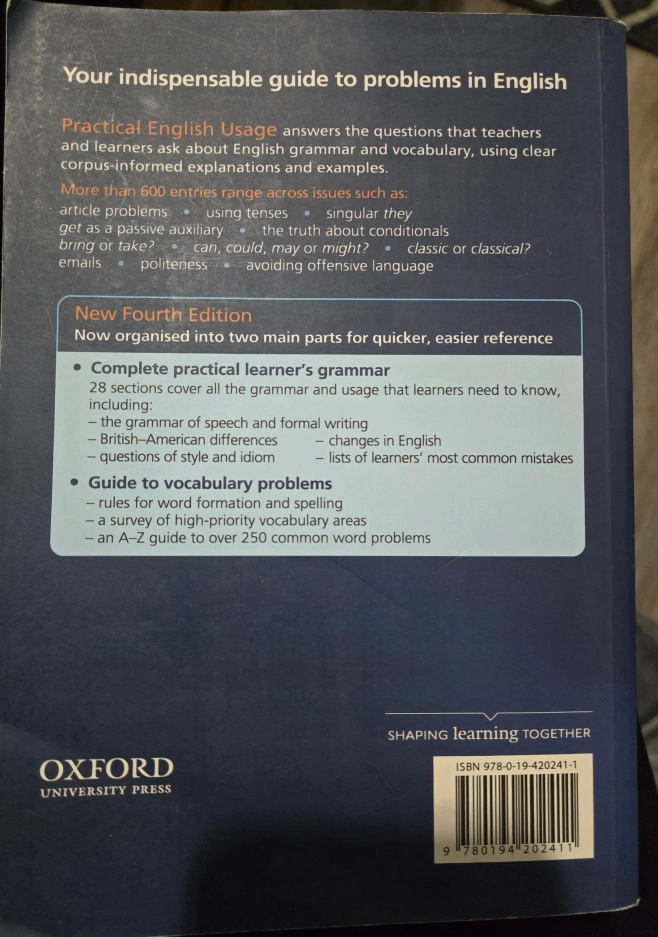 Your indispensable guide to problems in English
Practical English Usage answers the questions that teachers
and learners ask about English grammar and vocabulary, using clear
corpus-informed explanations and examples.
More than 600 entries range across issues such as:
article problems • using tenses • singular they
get as a passive auxiliary • the truth about conditionals
bring or take? • can, could, may or might? • classic or classical?
emails • politeness • avoiding offensive language
New Fourth Edition
Now organised into two main parts for quicker, easier reference
• Complete practical learner's grammar
28 sections cover all the grammar and usage that learners need to know,
including:
– the grammar of speech and formal writing
– British–American differences – changes in English
– questions of style and idiom – lists of learners' most common mistakes
• Guide to vocabulary problems
– rules for word formation and spelling
– a survey of high-priority vocabulary areas
– an A–Z guide to over 250 common word problems
SHAPING learning TOGETHER
OXFORD
UNIVERSITY PRESS
ISBN 978-0-19-420241-1
9 780194 202411